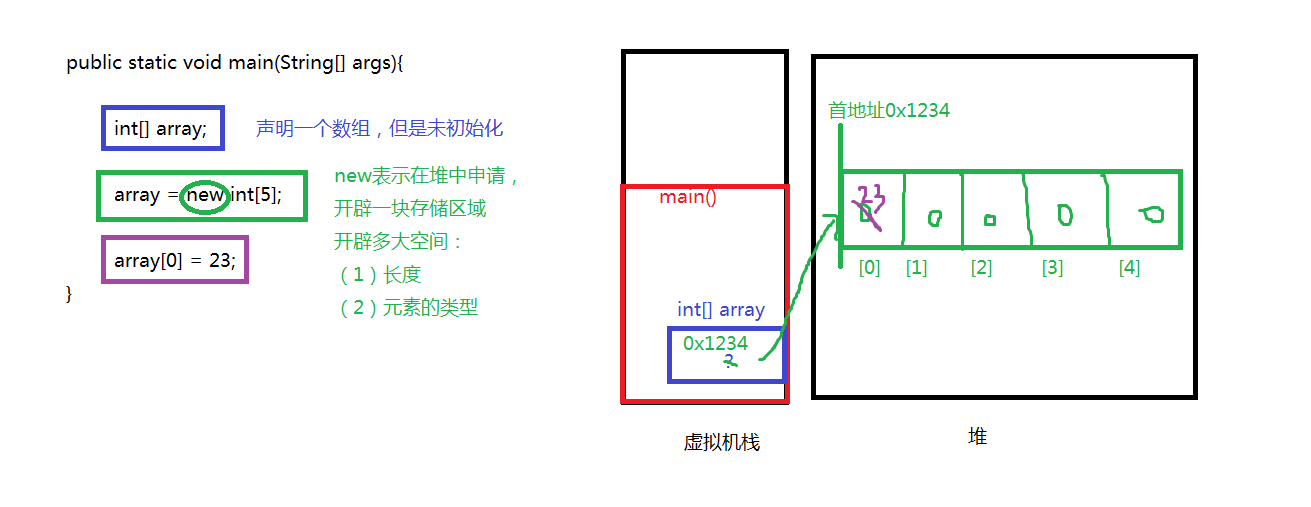 public static void main(String[] args){
int[] array;
声明一个数组，但是未初始化
array = new int[5];
new表示在堆中申请，
开辟一块存储区域
开辟多大空间：
（1）长度
（2）元素的类型
array[0] = 23;
}
main()
int[] array
0x1234
?
虚拟机栈
首地址0x1234
23
0 0 0 0 0
[0] [1] [2] [3] [4]
堆